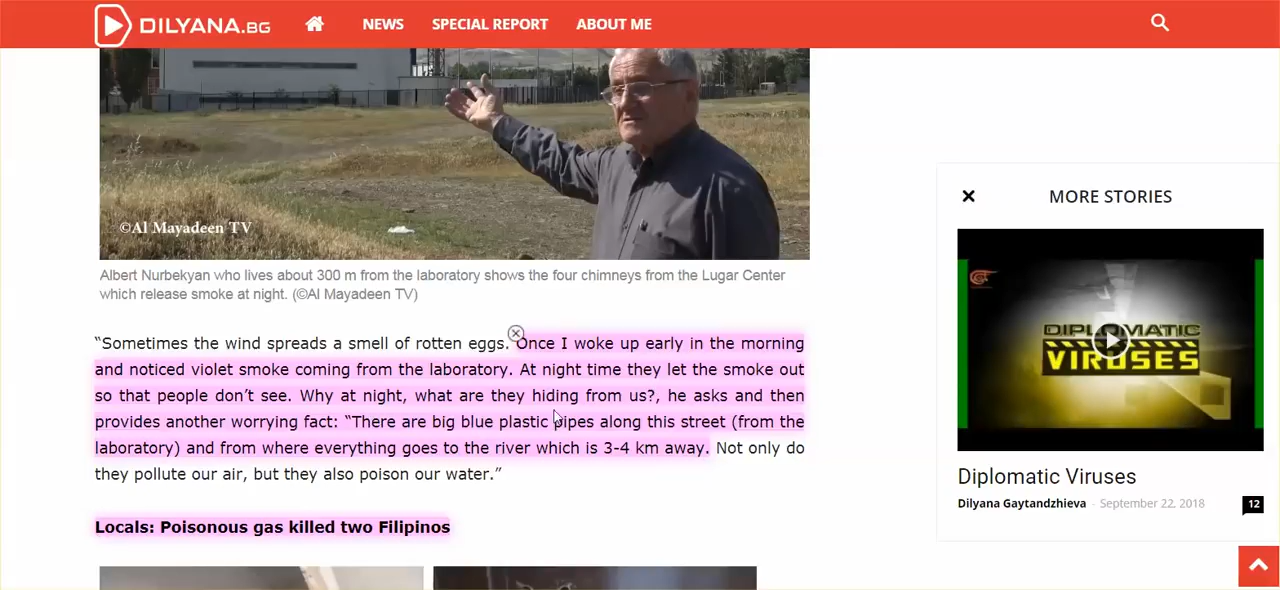 DILYANA.BG
NEWS
SPECIAL REPORT
ABOUT ME
©Al Mayadeen TV
Albert Nurbekyan who lives about 300 m from the laboratory shows the four chimneys from the Lugar Center
which release smoke at night. (©Al Mayadeen TV)
“Sometimes the wind spreads a smell of rotten eggs. Once I woke up early in the morning
and noticed violet smoke coming from the laboratory. At night time they let the smoke out
so that people don’t see. Why at night, what are they hiding from us?, he asks and then
provides another worrying fact: “There are big blue plastic pipes along this street (from the
laboratory) and from where everything goes to the river which is 3-4 km away. Not only do
they pollute our air, but they also poison our water.”
Locals: Poisonous gas killed two Filipinos
MORE STORIES
DIPLOMATIC
VIRUSES
Diplomatic Viruses
Dilyana Gaytandzhieva - September 22, 2018
12